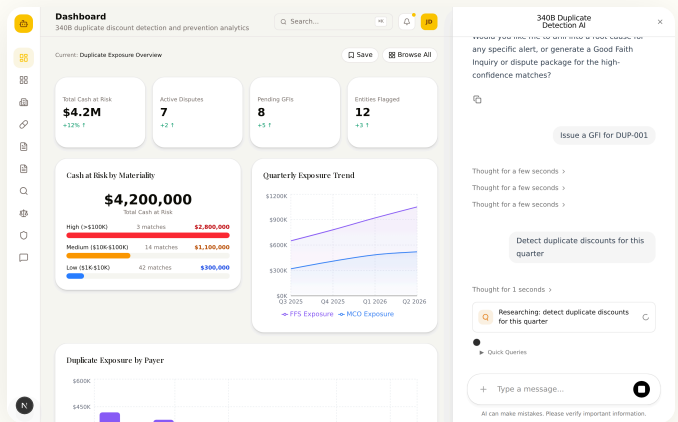 Dashboard
340B duplicate discount detection and prevention analytics
Search...
⌘K
JD
Current: Duplicate Exposure Overview
Save
Browse All
Total Cash at Risk
$4.2M
+12% ↑
Active Disputes
7
+2 ↑
Pending GFIs
8
+5 ↑
Entities Flagged
12
+3 ↑
Cash at Risk by Materiality
$4,200,000
Total Cash at Risk
High (>$100K) 3 matches $2,800,000
Medium ($10K-$100K) 14 matches $1,100,000
Low ($1K-$10K) 42 matches $300,000
Quarterly Exposure Trend
$1200K
$900K
$600K
$300K
$0K
Q3 2025 Q4 2025 Q1 2026 Q2 2026
FFS Exposure MCO Exposure
Duplicate Exposure by Payer
$600K
$450K
N
340B Duplicate
Detection AI
Would you like me to drill into a root cause for
any specific alert, or generate a Good Faith
Inquiry or dispute package for the high-
confidence matches?
Issue a GFI for DUP-001
Thought for a few seconds
Thought for a few seconds
Thought for a few seconds
Detect duplicate discounts for this
quarter
Thought for 1 seconds
Researching: detect duplicate discounts
for this quarter
Quick Queries
Type a message...
AI can make mistakes. Please verify important information.